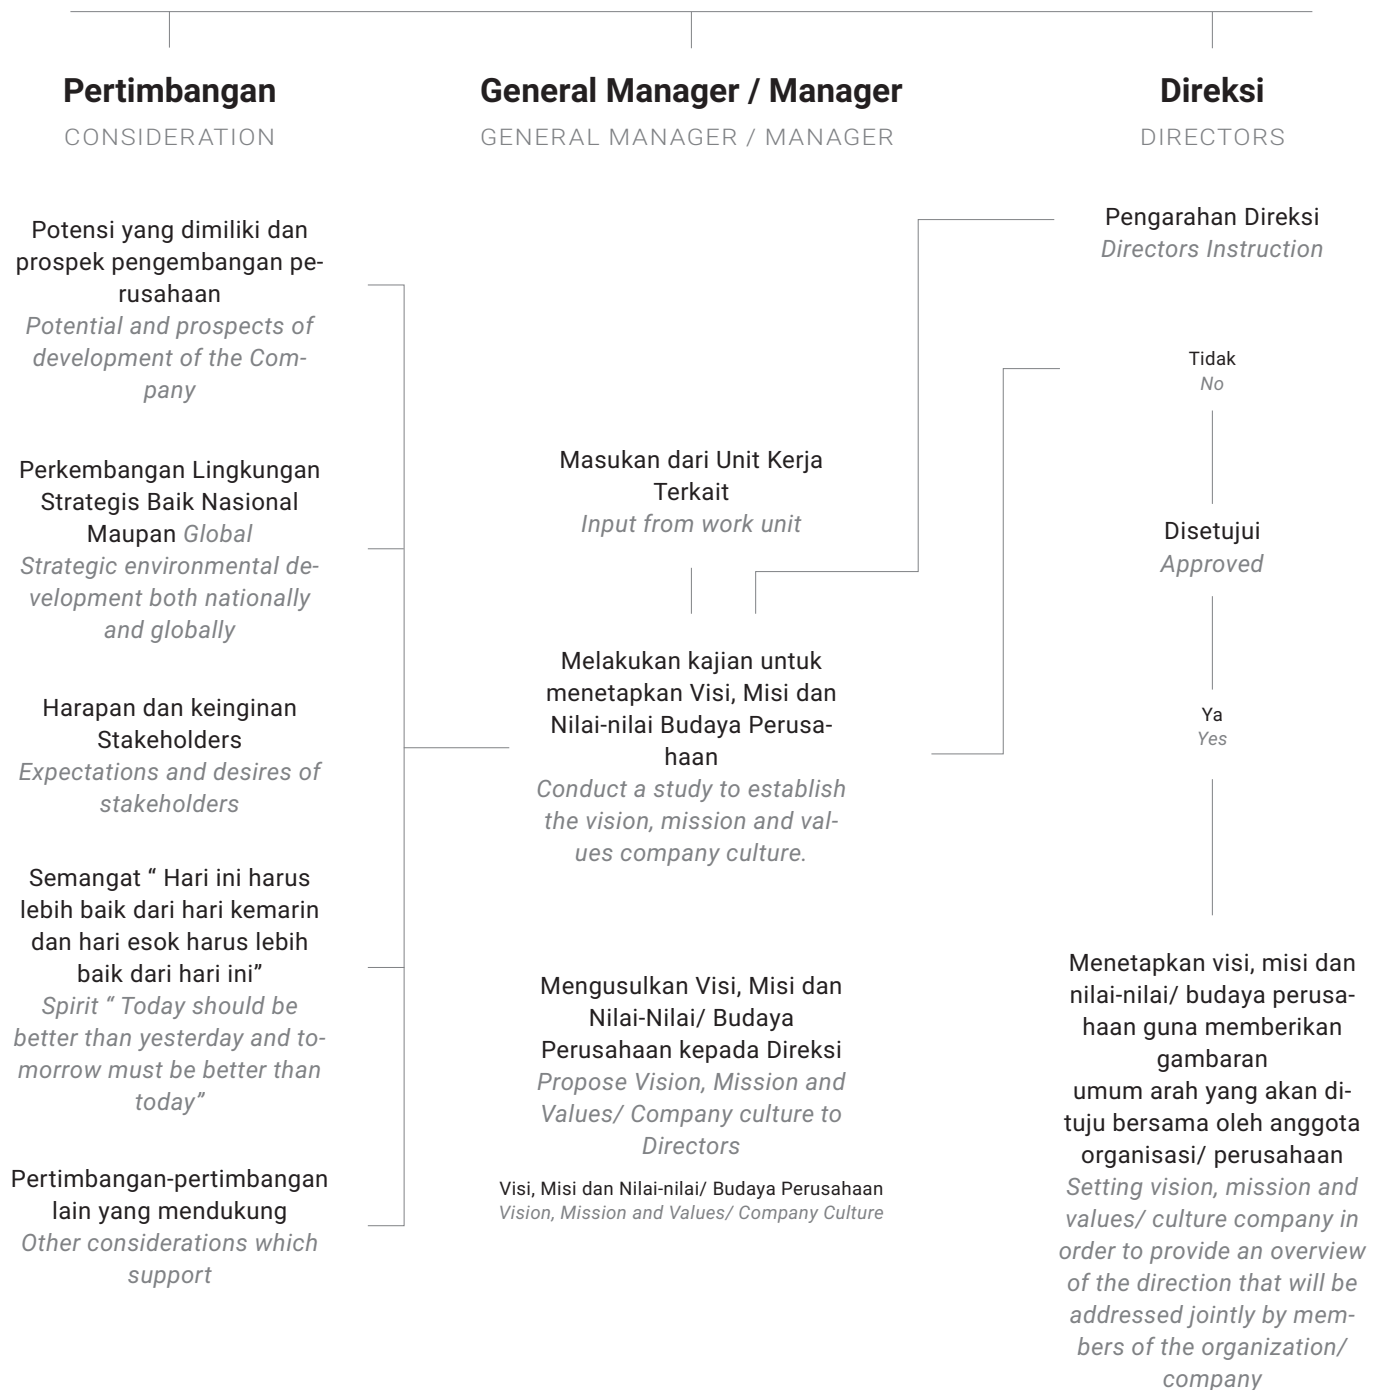 Pertimbangan
CONSIDERATION
Potensi yang dimiliki dan
prospek pengembangan pe-
rusahaan
Potential and prospects of
development of the Com-
pany
Perkembangan Lingkungan
Strategis Baik Nasional
Maupan Global
Strategic environmental de-
velopment both nationally
and globally
Harapan dan keinginan
Stakeholders
Expectations and desires of
stakeholders
Semangat “ Hari ini harus
lebih baik dari hari kemarin
dan hari esok harus lebih
baik dari hari ini”
Spirit “ Today should be
better than yesterday and to-
morrow must be better than
today”
Pertimbangan-pertimbangan
lain yang mendukung
Other considerations which
support
General Manager / Manager
GENERAL MANAGER / MANAGER
Masukan dari Unit Kerja
Terkait
Input from work unit
Melakukan kajian untuk
menetapkan Visi, Misi dan
Nilai-nilai Budaya Perusa-
haan
Conduct a study to establish
the vision, mission and val-
ues company culture.
Mengusulkan Visi, Misi dan
Nilai-Nilai/ Budaya
Perusahaan kepada Direksi
Propose Vision, Mission and
Values/ Company culture to
Directors
Visi, Misi dan Nilai-nilai/ Budaya Perusahaan
Vision, Mission and Values/ Company Culture
Direksi
DIRECTORS
Pengarahan Direksi
Directors Instruction
Tidak
No
Disetujui
Approved
Ya
Yes
Menetapkan visi, misi dan
nilai-nilai/ budaya perusa-
haan guna memberikan
gambaran
umum arah yang akan di-
tuju bersama oleh anggota
organisasi/ perusahaan
Setting vision, mission and
values/ culture company in
order to provide an overview
of the direction that will be
addressed jointly by mem-
bers of the organization/
company